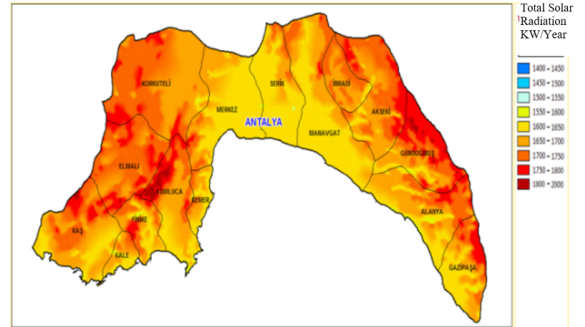 Total Solar
Radiation
KW/Year
1400 - 1450
1450 - 1500
1500 - 1550
1550 - 1600
1600 - 1650
1650 - 1700
1700 - 1750
1750 - 1800
1800 - 2000
KORKUTELİ
SERİK
İBRADI
MERKEZ
AKSEKİ
ANTALYA
MANAVGAT
GÜNDOĞMUŞ
ELMALI
KUMLUCA
KEMER
ALANYA
FİNİKE
KAŞ
KALE
GAZİPAŞA